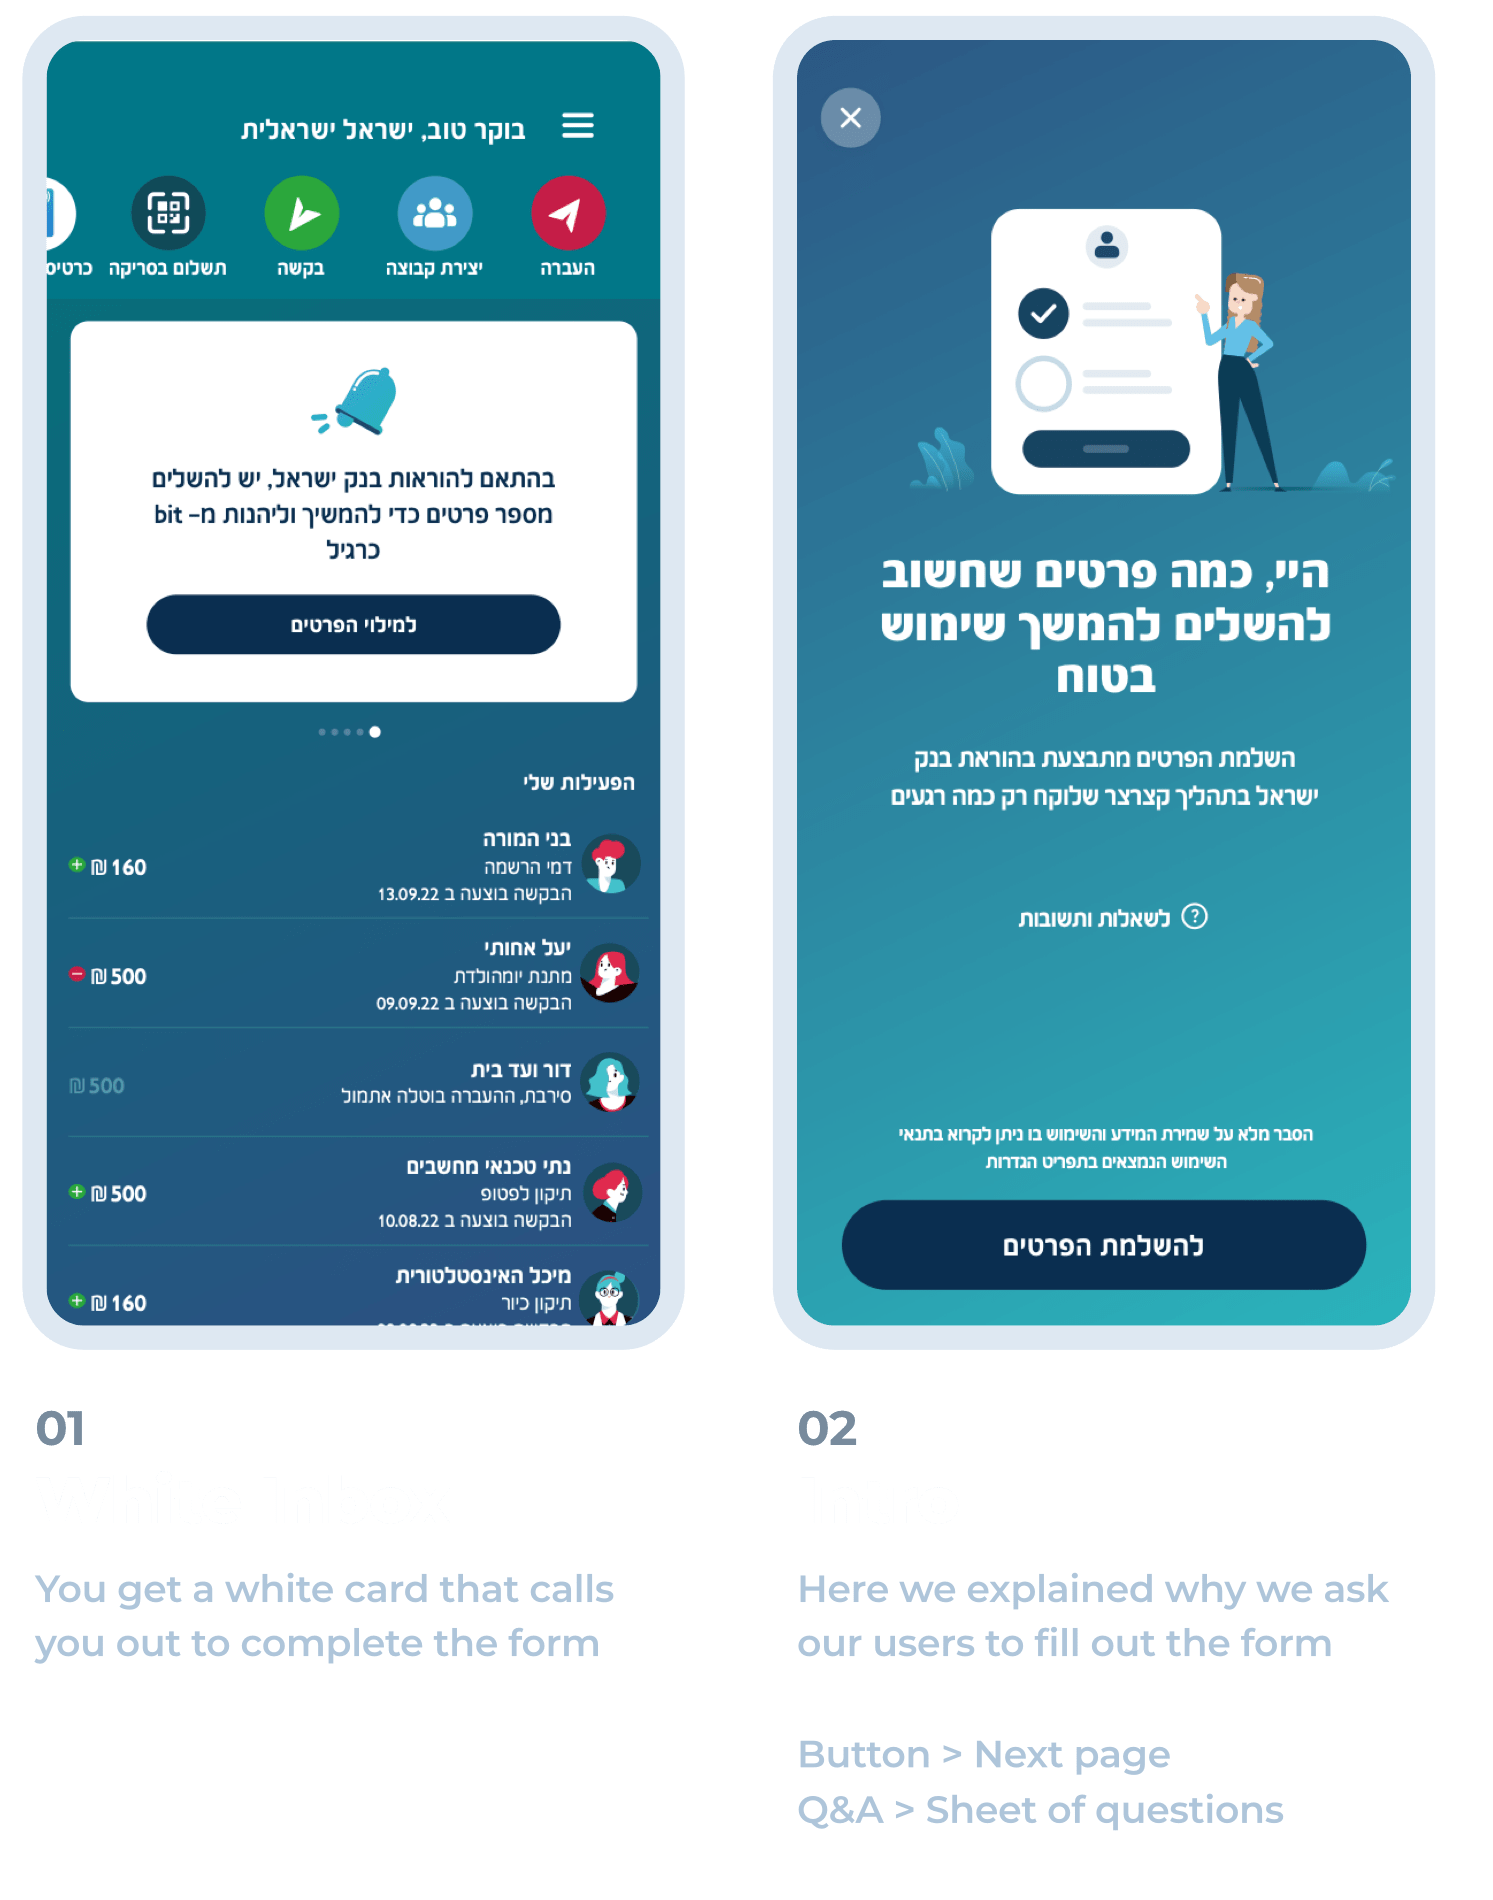 בוקר טוב, ישראל ישראלית
העברה
יצירת קבוצה
בקשה
תשלום בסריקה
בהתאם להוראות בנק ישראל, יש להשלים
מספר פרטים כדי להמשיך וליהנות מ- bit
כרגיל
למילוי הפרטים
הפעילות שלי
בני המורה
דמי הרשמה
הבקשה בוצעה ב 13.09.22
160 ₪
יעל אחותי
מתנת יומהולדת
הבקשה בוצעה ב 09.09.22
500 ₪
דור ועד בית
סירבת, ההעברה בוטלה אתמול
500 ₪
נתי טכנאי מחשבים
תיקון לפטופ
הבקשה בוצעה ב 10.08.22
500 ₪
מיכל האינסטלטורית
תיקון כיור
160 ₪
01
You get a white card that calls
you out to complete the form
היי, כמה פרטים שחשוב
להשלים להמשך שימוש
בטוח
השלמת הפרטים מתבצעת בהוראת בנק
ישראל בתהליך קצרצר שלוקח רק כמה רגעים
לשאלות ותשובות
הסבר מלא על שמירת המידע והשימוש בו ניתן לקרוא בתנאי
השימוש הנמצאים בתפריט הגדרות
להשלמת הפרטים
02
Here we explained why we ask
our users to fill out the form
Button > Next page
Q&A > Sheet of questions